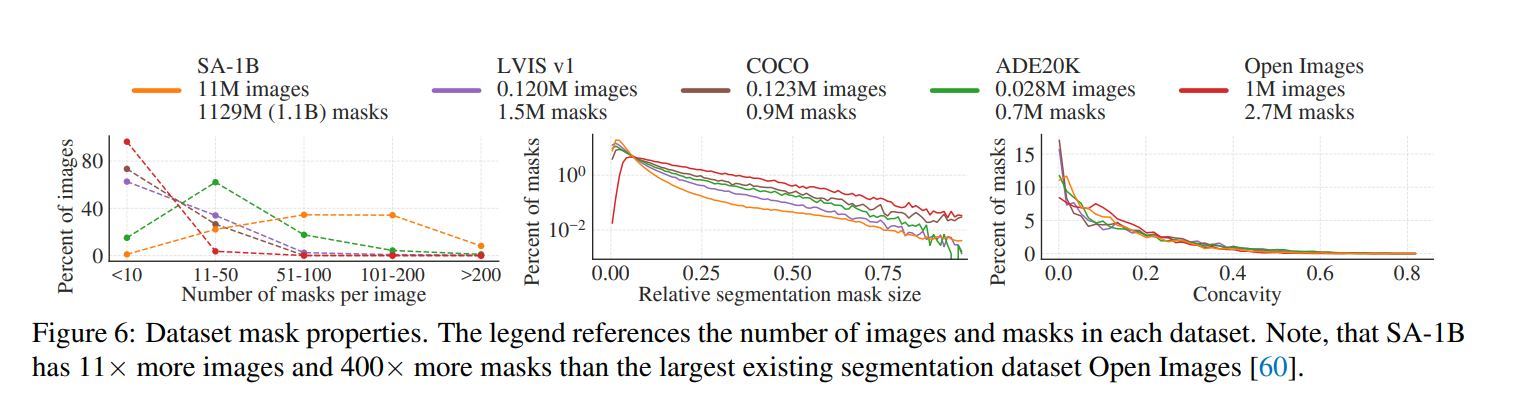 SA-1B
11M images
1129M (1.1B) masks
LVIS v1
0.120M images
1.5M masks
COCO
0.123M images
0.9M masks
ADE20K
0.028M images
0.7M masks
Open Images
1M images
2.7M masks
Percent of images
80
40
0
<10 11-50 51-100 101-200 >200
Number of masks per image
Percent of masks
10⁰
10⁻²
0.00 0.25 0.50 0.75
Relative segmentation mask size
Percent of masks
15
10
5
0
0.0 0.2 0.4 0.6 0.8
Concavity
Figure 6: Dataset mask properties. The legend references the number of images and masks in each dataset. Note, that SA-1B
has 11× more images and 400× more masks than the largest existing segmentation dataset Open Images [60].